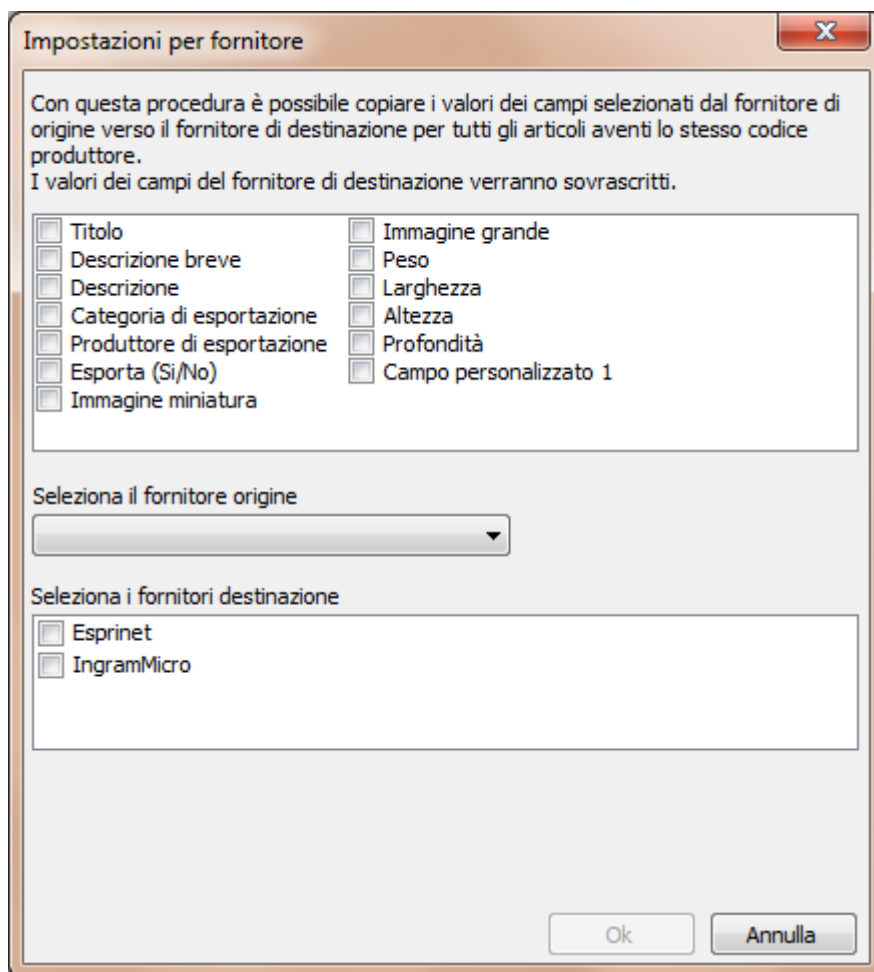 Impostazioni per fornitore
Con questa procedura è possibile copiare i valori dei campi selezionati dal fornitore di
origine verso il fornitore di destinazione per tutti gli articoli aventi lo stesso codice
produttore.
I valori dei campi del fornitore di destinazione verranno sovrascritti.
Titolo
Descrizione breve
Descrizione
Categoria di esportazione
Produttore di esportazione
Esporta (Si/No)
Immagine miniatura
Immagine grande
Peso
Larghezza
Altezza
Profondità
Campo personalizzato 1
Seleziona il fornitore origine
Seleziona i fornitori destinazione
Esprinet
IngramMicro
Ok
Annulla